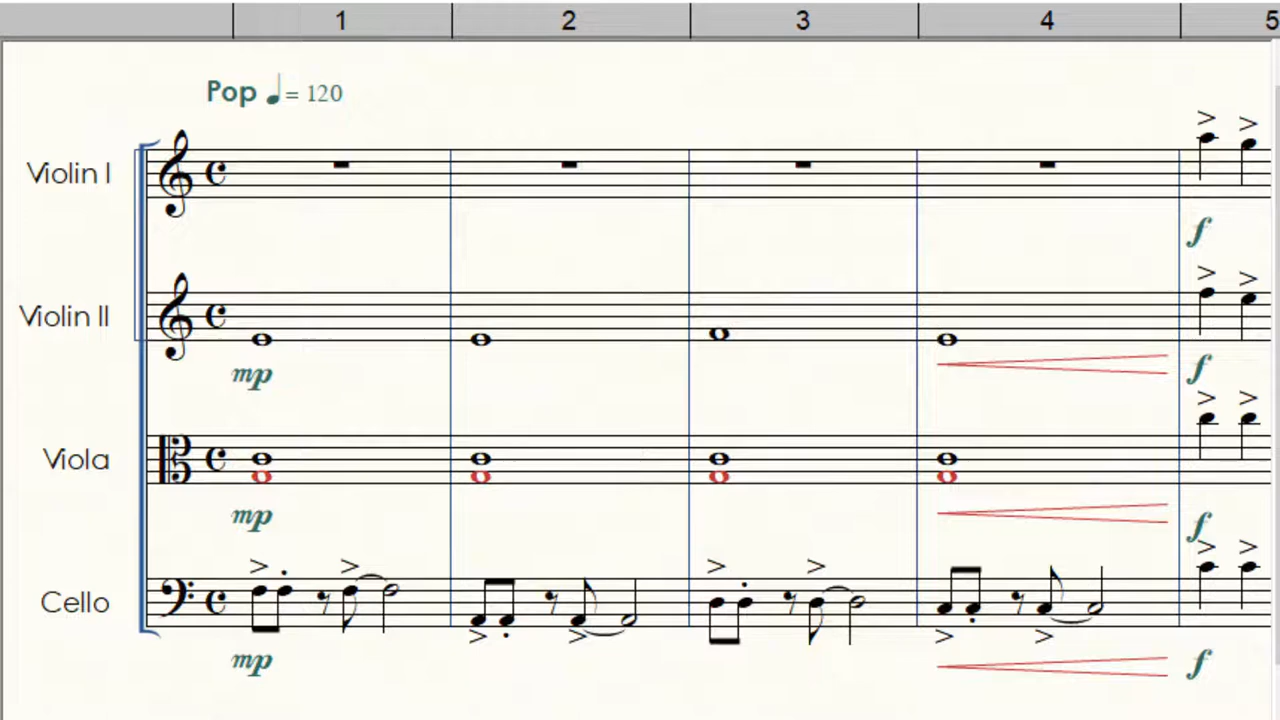 1 2 3 4 5
Pop ♩= 120
Violin I
f
Violin II
mp f
Viola
mp f
Cello
mp f